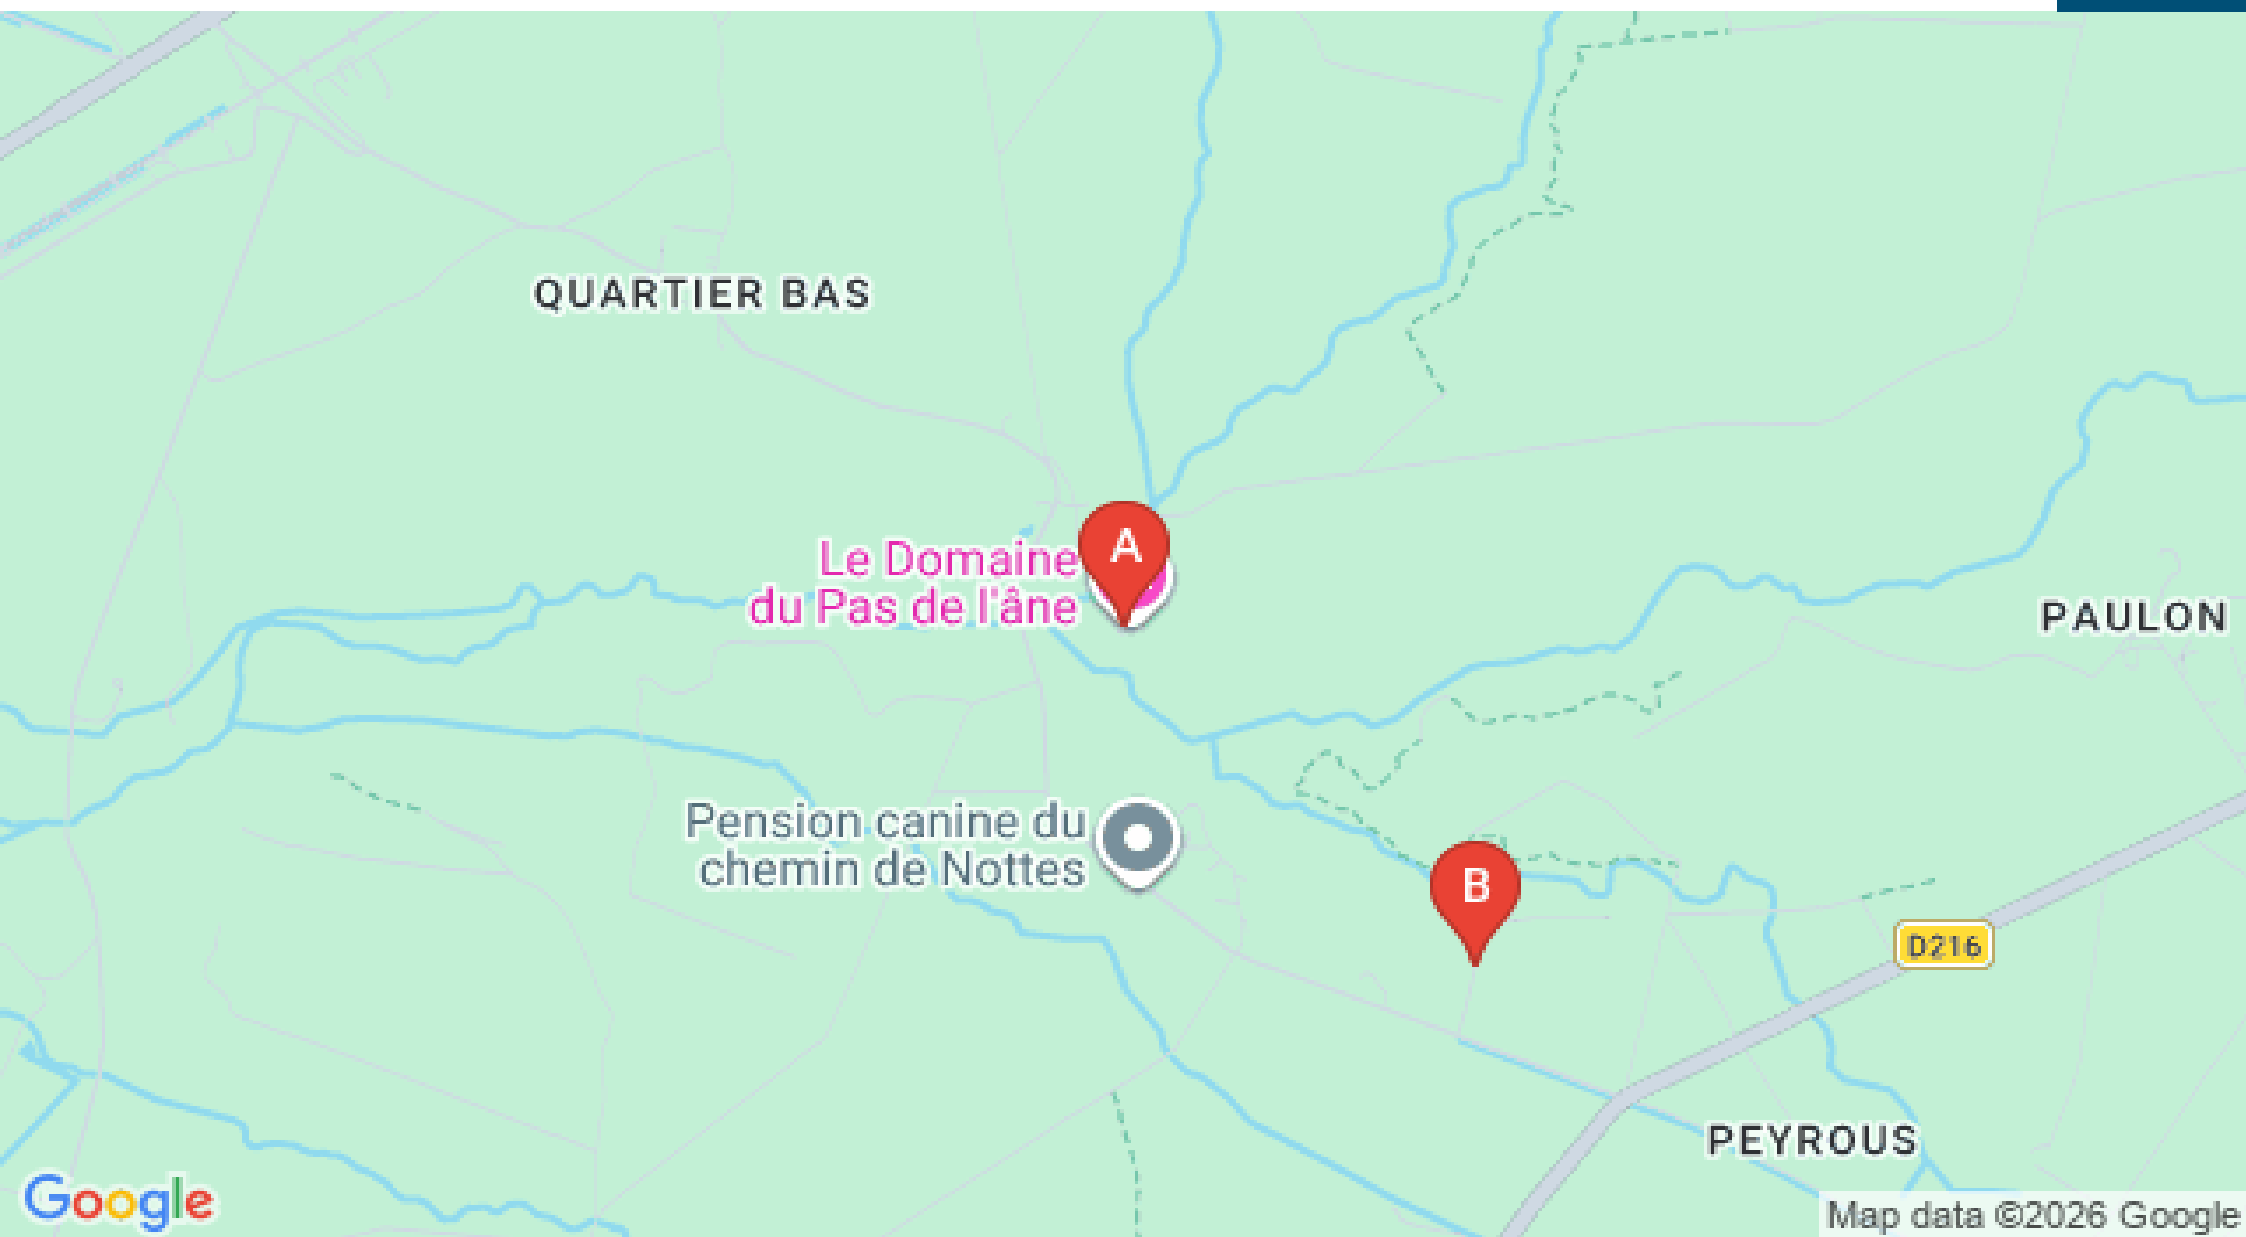 QUARTIER BAS
A
Le Domaine
du Pas de l'âne
PAULON
Pension canine du
chemin de Nottes
B
D216
PEYROUS
Google
Map data ©2026 Google